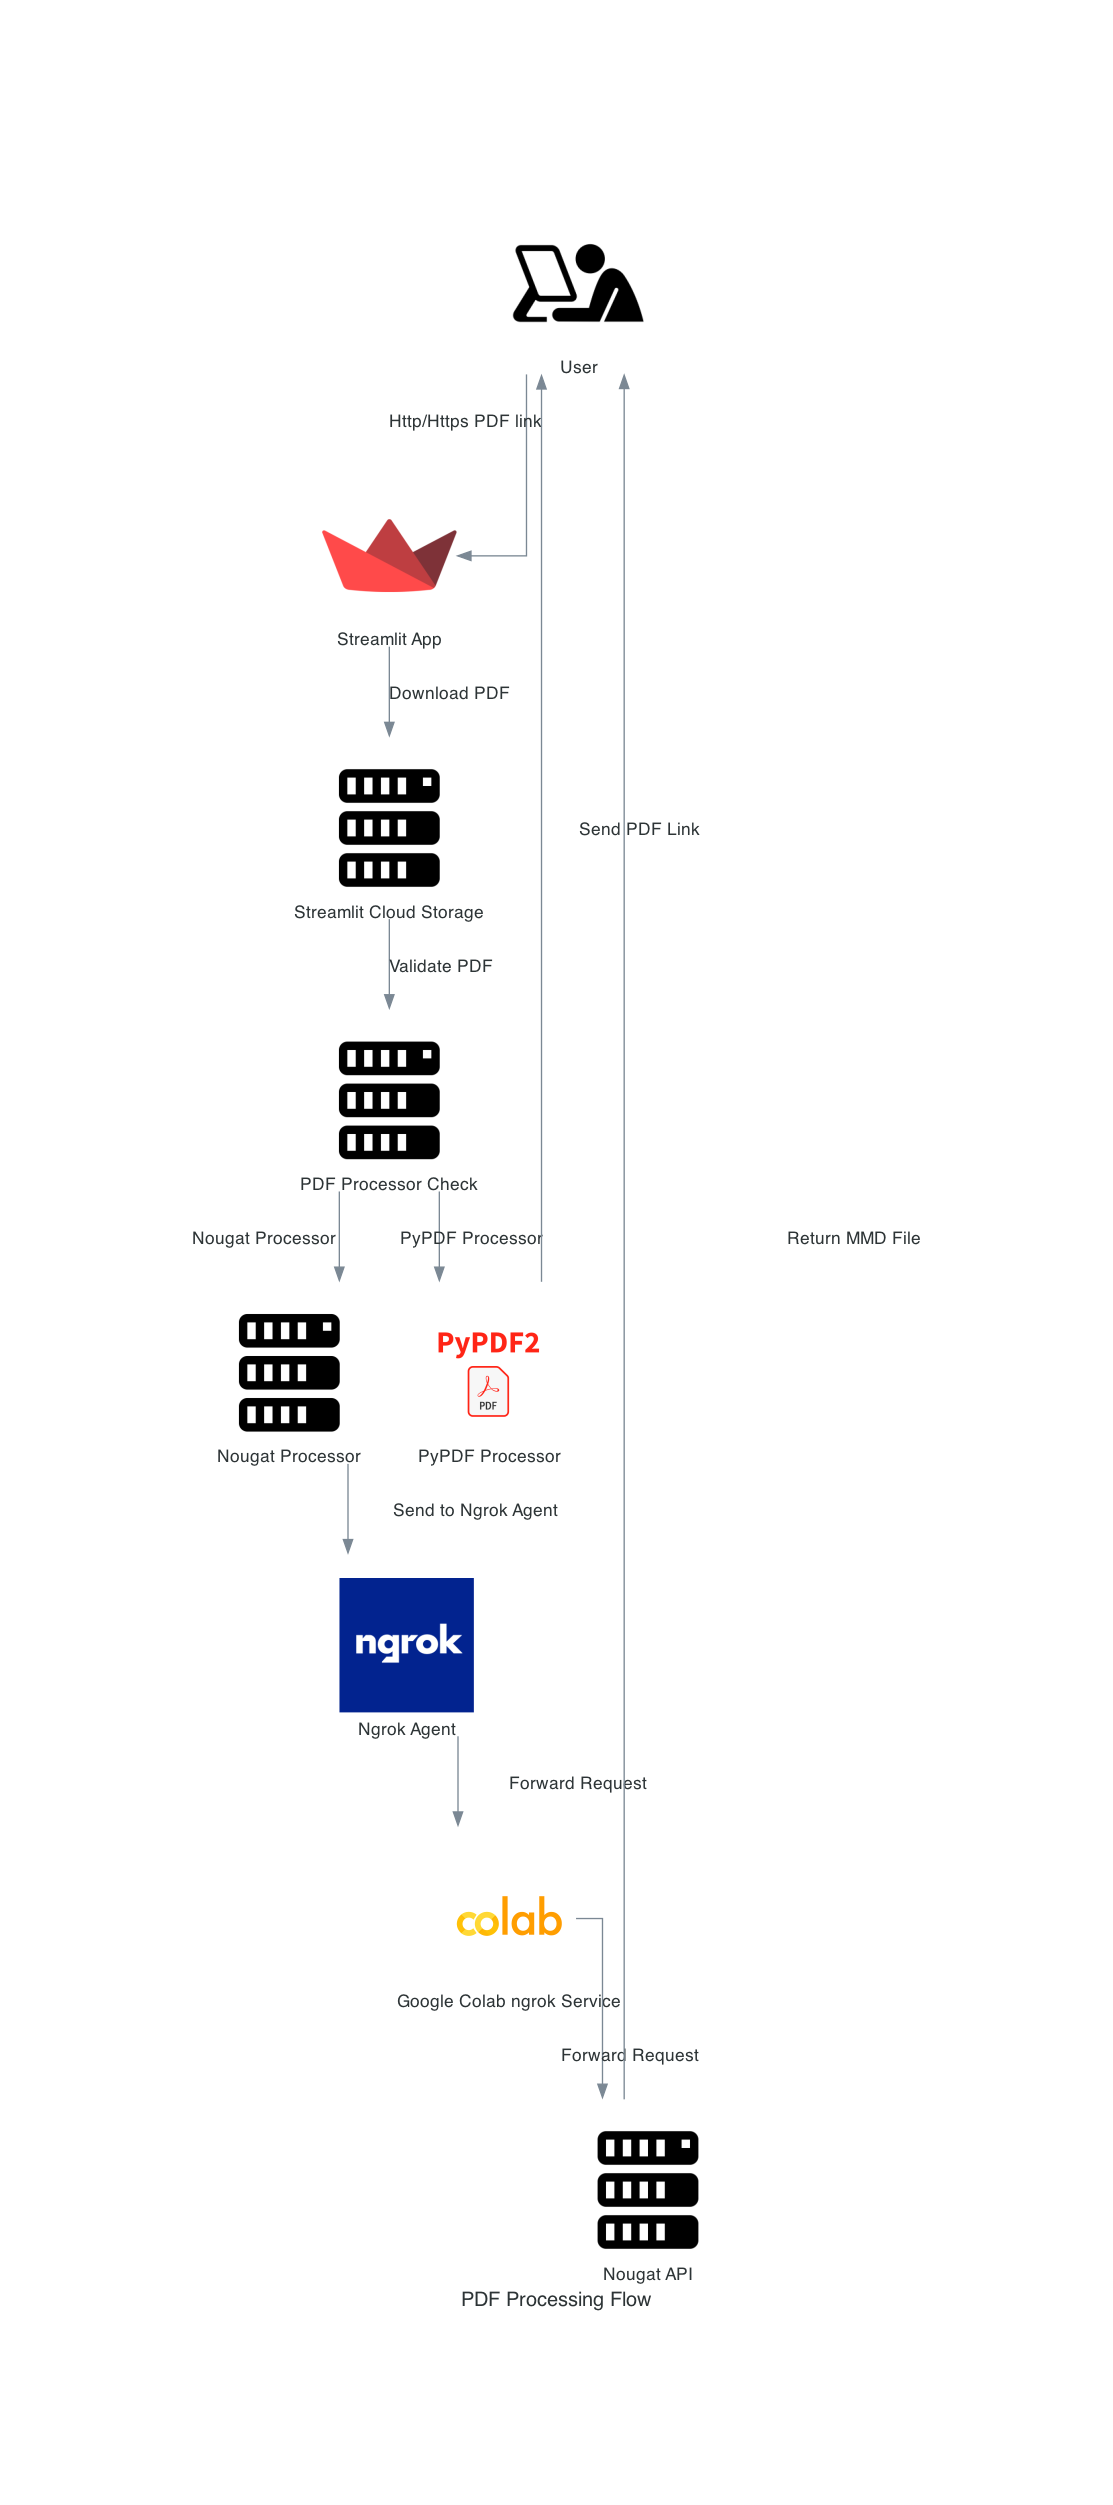 User
Http/Https PDF link
Streamlit App
Download PDF
Send PDF Link
Streamlit Cloud Storage
Validate PDF
PDF Processor Check
Nougat Processor
PyPDF Processor
Return MMD File
PyPDF2
PDF
Nougat Processor
PyPDF Processor
Send to Ngrok Agent
ngrok
Ngrok Agent
Forward Request
colab
Google Colab ngrok Service
Forward Request
Nougat API
PDF Processing Flow